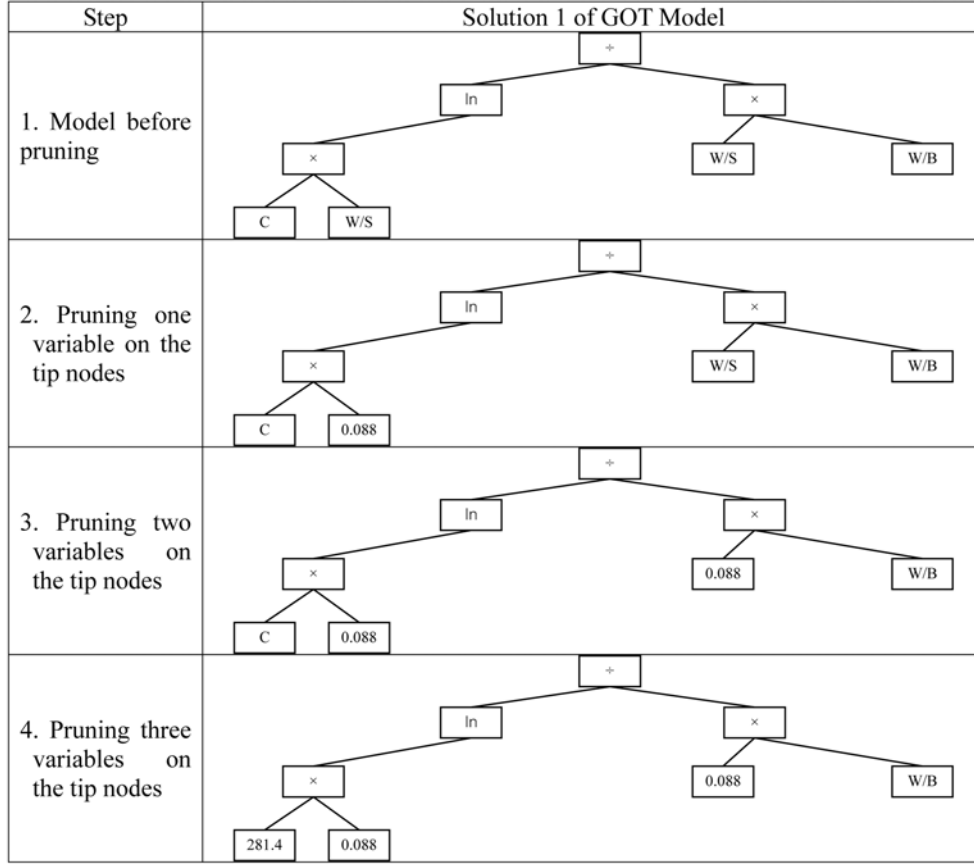 Step
Solution 1 of GOT Model
1. Model before
pruning
÷
ln
×
×
W/S
W/B
C
W/S
2. Pruning one
variable on the
tip nodes
÷
ln
×
×
W/S
W/B
C
0.088
3. Pruning two
variables on
the tip nodes
÷
ln
×
×
0.088
W/B
C
0.088
4. Pruning three
variables on
the tip nodes
÷
ln
×
×
0.088
W/B
281.4
0.088